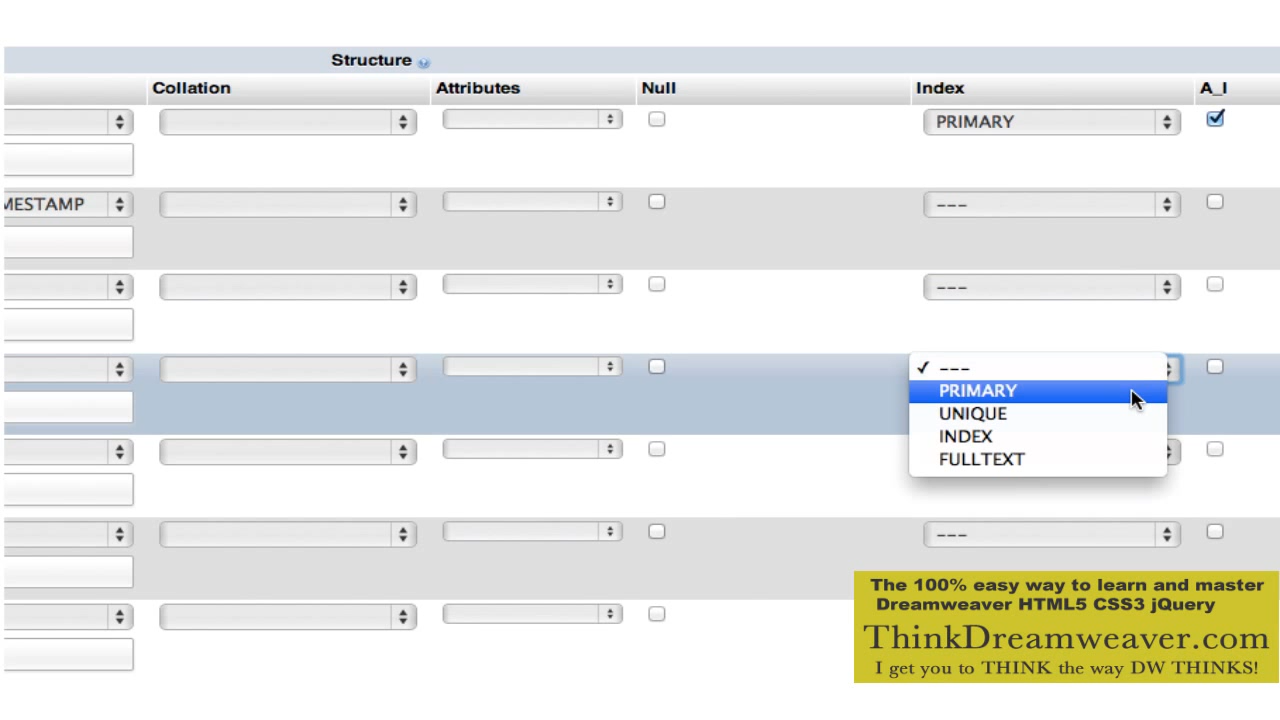 Structure
Collation Attributes Null Index A_I
PRIMARY
MESTAMP ---
---
---
PRIMARY
UNIQUE
INDEX
FULLTEXT
---
The 100% easy way to learn and master
Dreamweaver HTML5 CSS3 jQuery
ThinkDreamweaver.com
I get you to THINK the way DW THINKS!